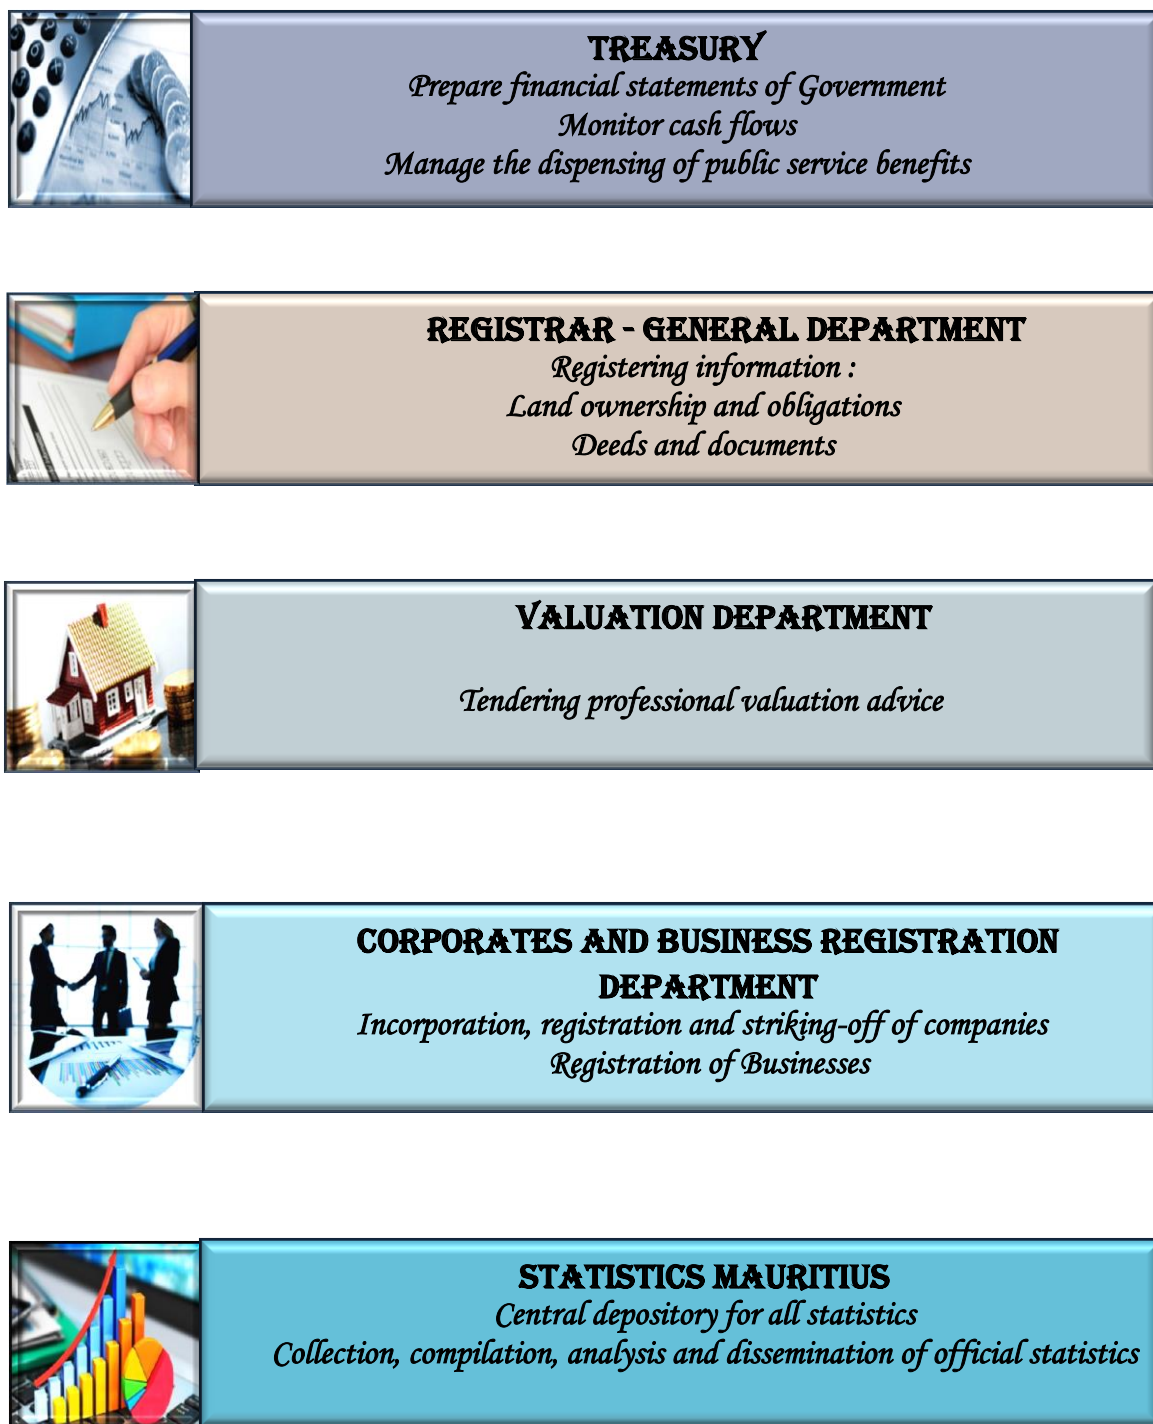 TREASURY
Prepare financial statements of Government
Monitor cash flows
Manage the dispensing of public service benefits
REGISTRAR - GENERAL DEPARTMENT
Registering information :
Land ownership and obligations
Deeds and documents
VALUATION DEPARTMENT
Tendering professional valuation advice
CORPORATES AND BUSINESS REGISTRATION
DEPARTMENT
Incorporation, registration and striking-off of companies
Registration of Businesses
STATISTICS MAURITIUS
Central depository for all statistics
Collection, compilation, analysis and dissemination of official statistics